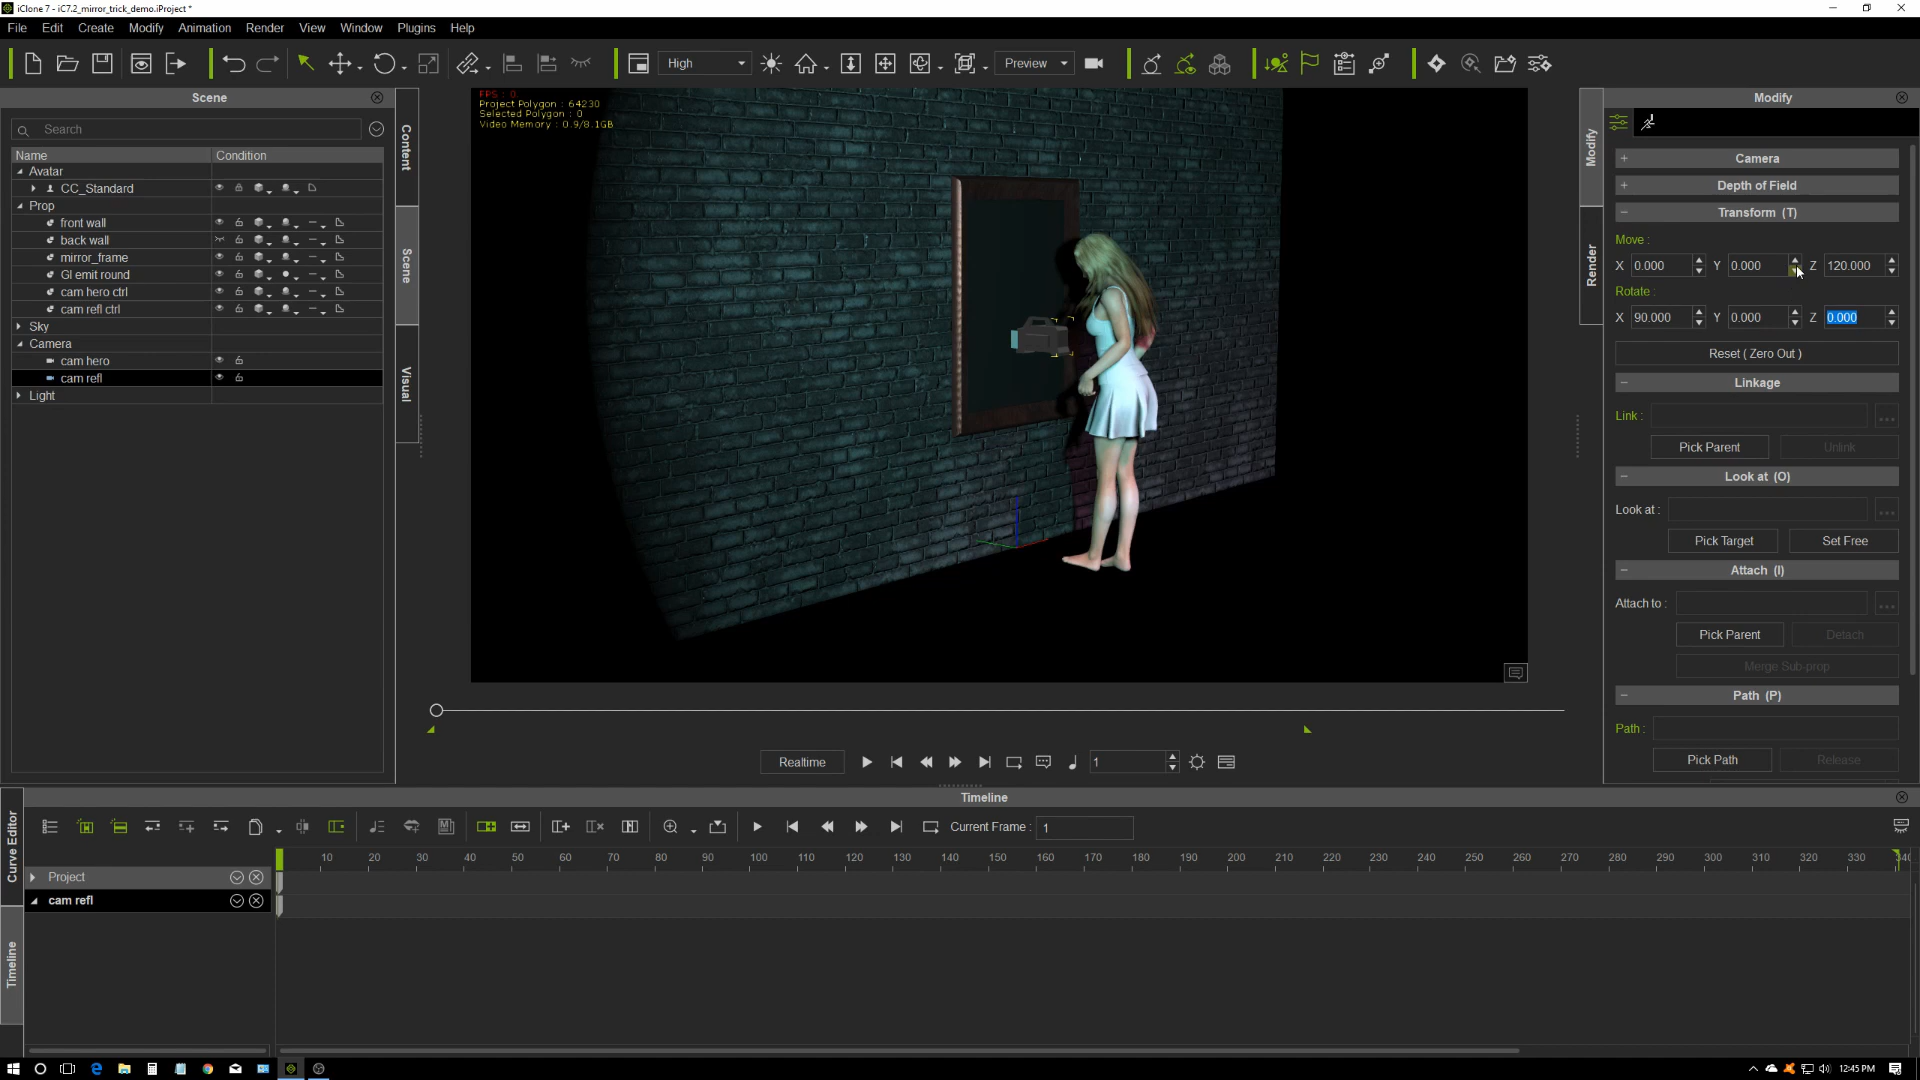 iClone 7 - iC7.2_mirror_trick_demo.iProject *
File Edit Create Modify Animation Render View Window Plugins Help
High Preview
Scene
Search
Name Condition
Avatar
CC_Standard
Prop
front wall
back wall
mirror_frame
GI emit round
cam hero ctrl
cam refl ctrl
Sky
Camera
cam hero
cam refl
Light
Content
Scene
Visual
FPS : 0
Project Polygon : 64230
Selected Polygon : 0
Video Memory : 0.9/8.1GB
Modify
Render
Modify
Camera
Depth of Field
Transform (T)
Move :
X 0.000 Y 0.000 Z 120.000
Rotate :
X 90.000 Y 0.000 Z 0.000
Reset ( Zero Out )
Linkage
Link : ...
Pick Parent Unlink
Look at (O)
Look at : ...
Pick Target Set Free
Attach (I)
Attach to : ...
Pick Parent Detach
Merge Sub-prop
Path (P)
Path :
Pick Path Release
Realtime 1
Timeline
Curve Editor
Timeline
Current Frame : 1
10 20 30 40 50 60 70 80 90 100 110 120 130 140 150 160 170 180 190 200 210 220 230 240 250 260 270 280 290 300 310 320 330 340
Project
cam refl
12:45 PM